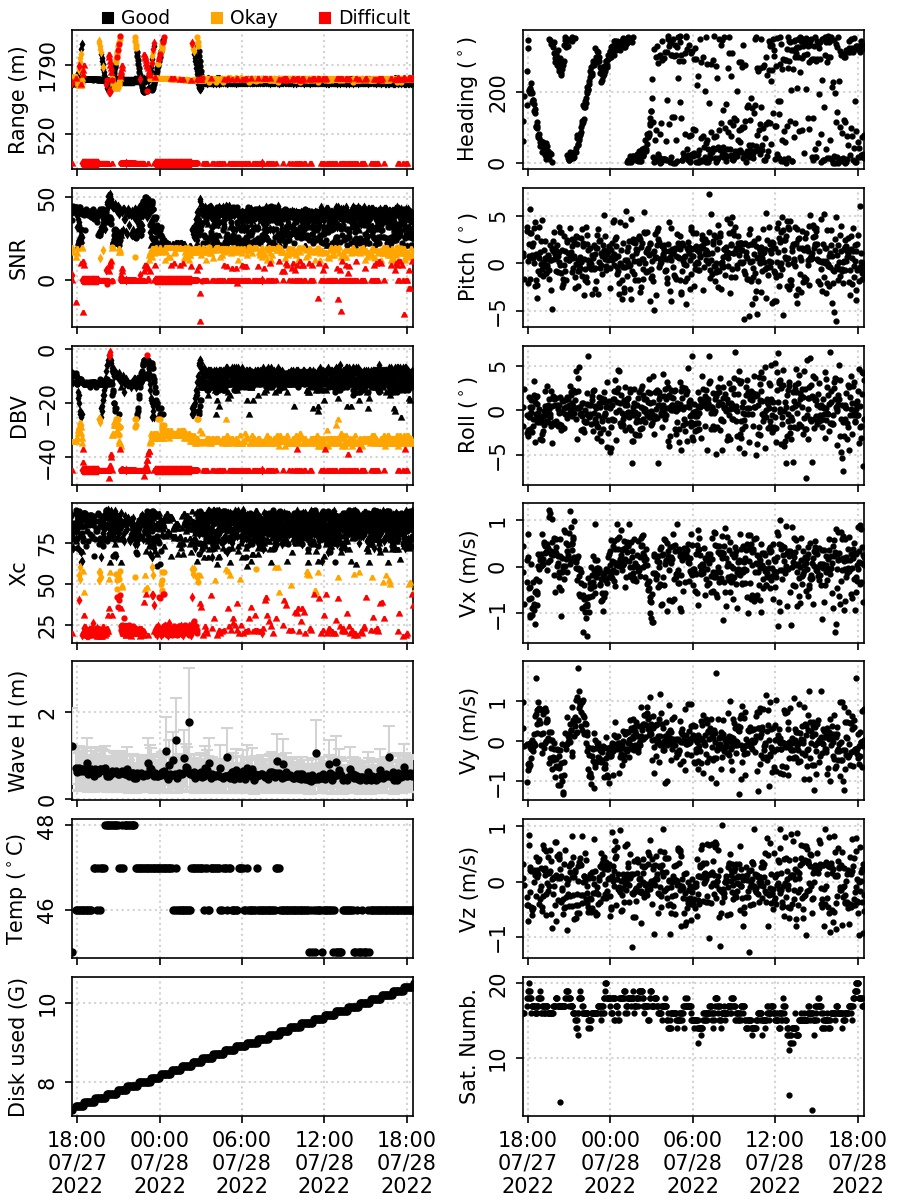 Good Okay Difficult
Range (m)
1790
520
Heading (°)
200
0
SNR
50
0
Pitch (°)
5
0
−5
DBV
0
−20
−40
Roll (°)
5
0
−5
Xc
75
50
25
Vx (m/s)
1
0
−1
Wave H (m)
2
0
Vy (m/s)
1
0
−1
Temp (°C)
48
46
Vz (m/s)
1
0
−1
Disk used (G)
10
8
Sat. Numb.
20
10
18:00 00:00 06:00 12:00 18:00
07/27 07/28 07/28 07/28 07/28
2022 2022 2022 2022 2022
18:00 00:00 06:00 12:00 18:00
07/27 07/28 07/28 07/28 07/28
2022 2022 2022 2022 2022